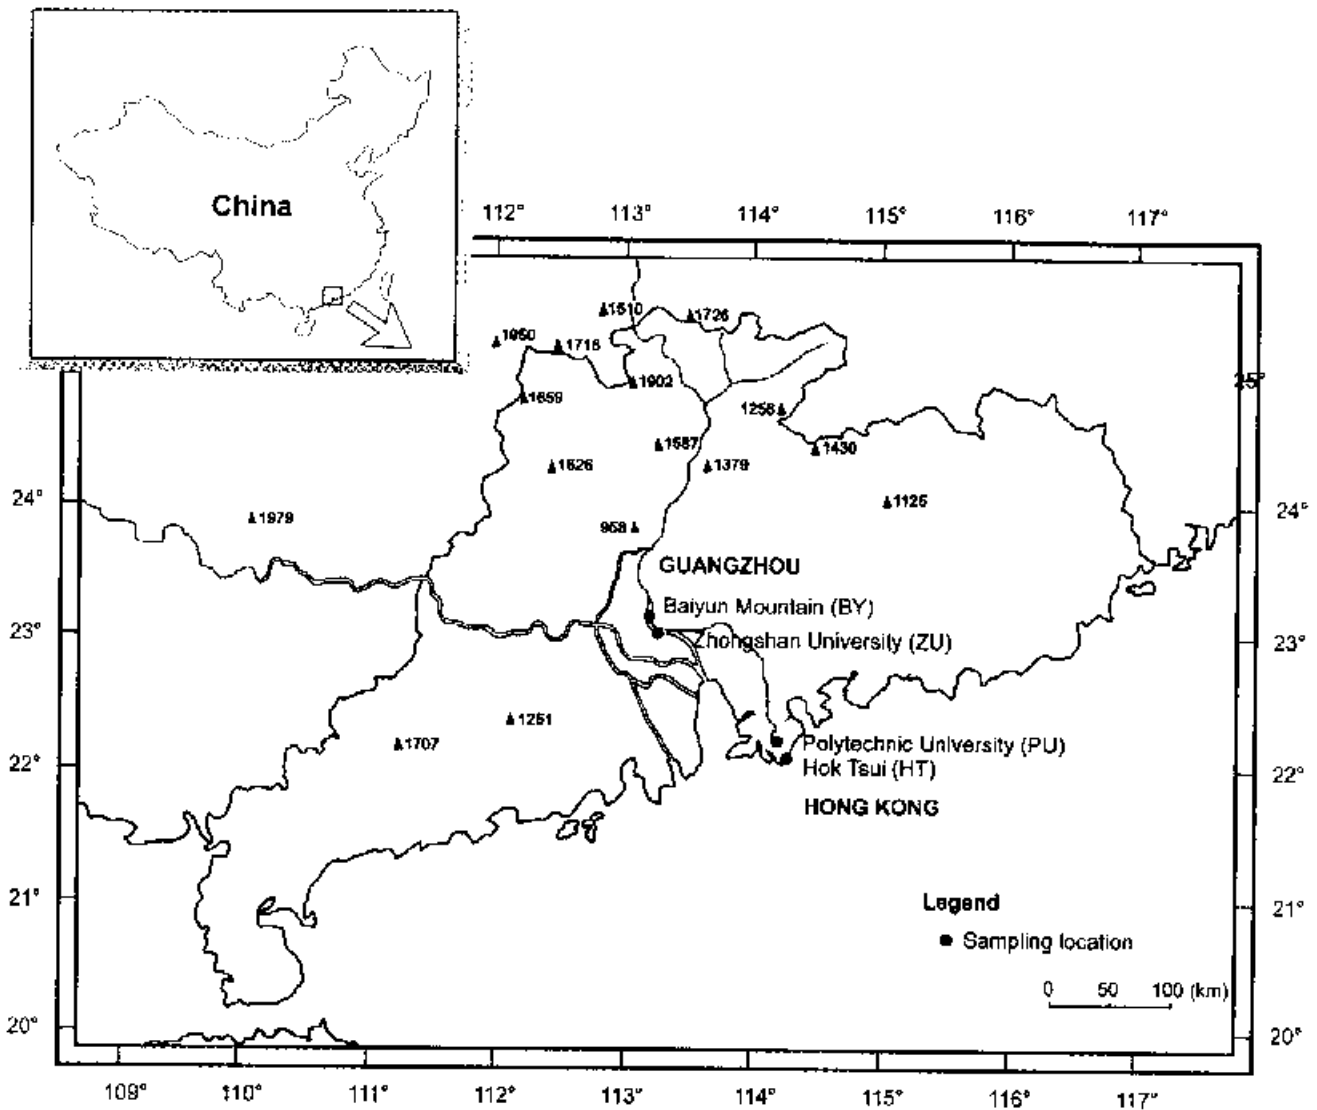 China
112° 113° 114° 115° 116° 117°
1510
1726
1950
1716
1902
25°
1659
1256
1587
1430
1626
1379
24°
1125
24°
1979
958
GUANGZHOU
Baiyun Mountain (BY)
23°
Zhongshan University (ZU)
23°
1251
1707
Polytechnic University (PU)
22°
Hok Tsui (HT)
22°
HONG KONG
21°
Legend
21°
Sampling location
0 50 100 (km)
20°
20°
109° 110° 111° 112° 113° 114° 115° 116° 117°